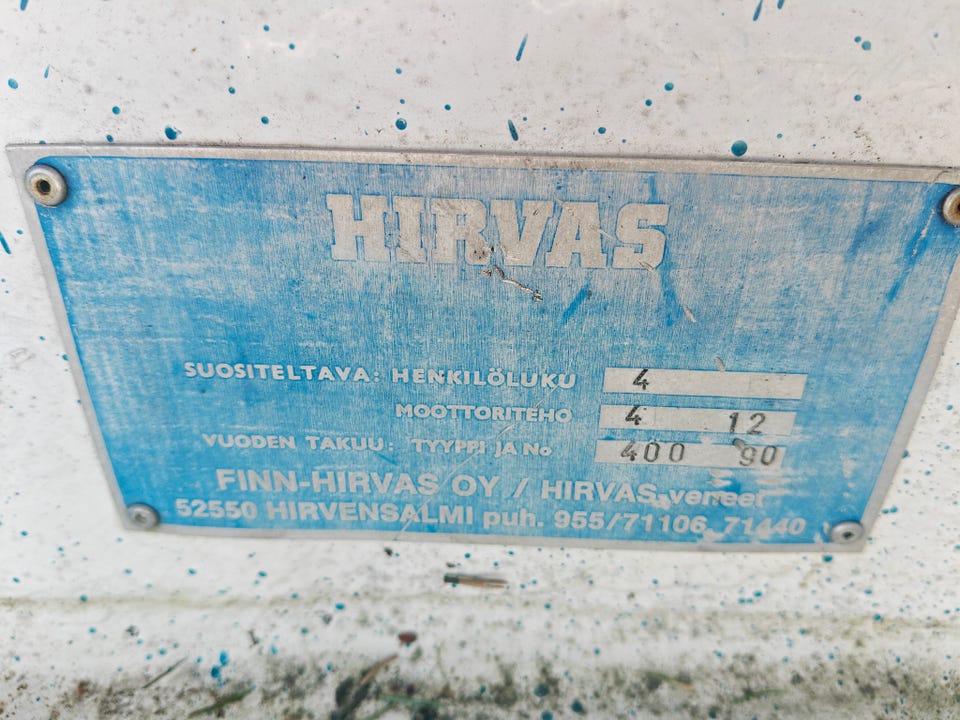 HIRVAS
SUOSITELTAVA: HENKILÖLUKU 4
MOOTTORITEHO 4 12
VUODEN TAKUU: TYYPPI JA No 400 90
FINN-HIRVAS OY / HIRVAS-veneet
52550 HIRVENSALMI puh. 955/71106, 71440